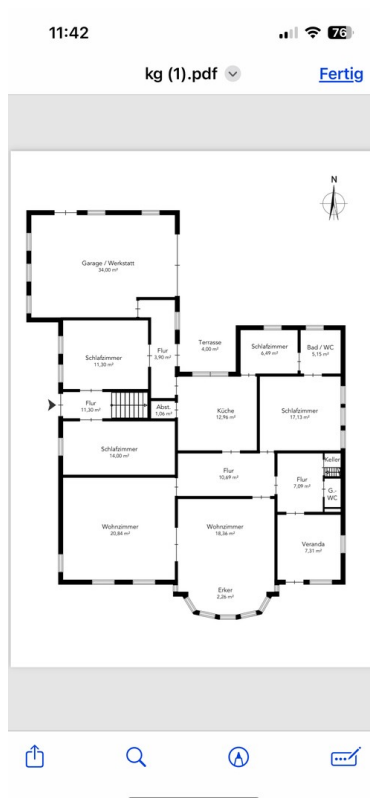 11:42
76
kg (1).pdf
Fertig
N
Garage / Werkstatt
34,00 m²
Terrasse
4,00 m²
Schlafzimmer
6,49 m²
Bad / WC
5,15 m²
Schlafzimmer
11,30 m²
Flur
3,90 m²
Flur
11,30 m²
Abst.
1,06 m²
Küche
12,96 m²
Schlafzimmer
17,13 m²
Schlafzimmer
14,00 m²
Flur
10,69 m²
Keller
Flur
7,09 m²
G.-
WC
Wohnzimmer
20,84 m²
Wohnzimmer
18,36 m²
Veranda
7,31 m²
Erker
2,26 m²